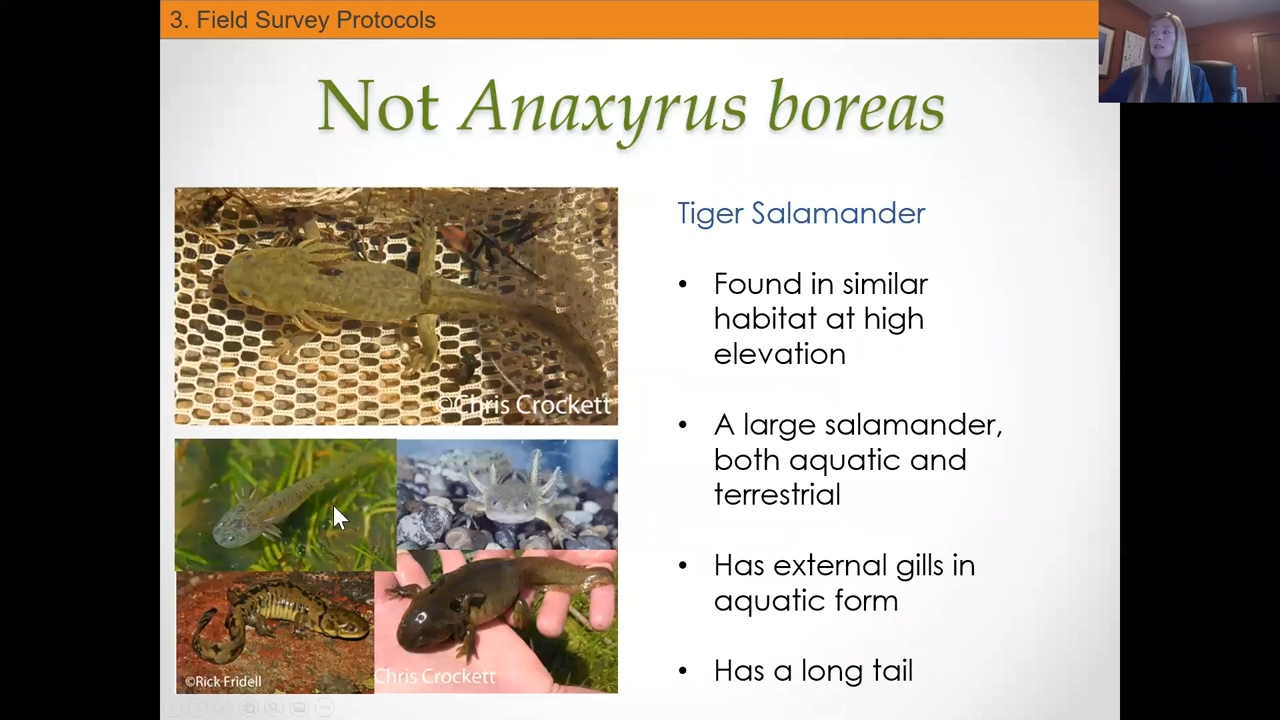 3. Field Survey Protocols
Not Anaxyrus boreas
©Chris Crockett
©Rick Fridell
Chris Crockett
Tiger Salamander
• Found in similar
habitat at high
elevation
• A large salamander,
both aquatic and
terrestrial
• Has external gills in
aquatic form
• Has a long tail